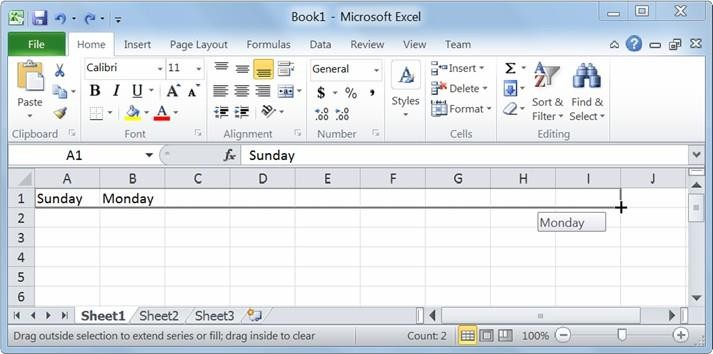 Book1 - Microsoft Excel
File Home Insert Page Layout Formulas Data Review View Team
Calibri 11 General Insert Σ
Paste B I U A A $ % , Styles Delete Sort & Filter Find & Select
.00 .0 Format
Clipboard Font Alignment Number Cells Editing
A1 fx Sunday
A B C D E F G H I J
1 Sunday Monday
2 Monday
3
4
5
6
Sheet1 Sheet2 Sheet3
Drag outside selection to extend series or fill; drag inside to clear Count: 2 100%